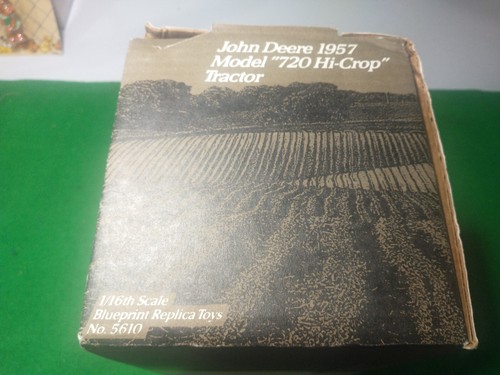 John Deere 1957
Model "720 Hi-Crop"
Tractor
1/16th Scale
Blueprint Replica Toys
No. 5610